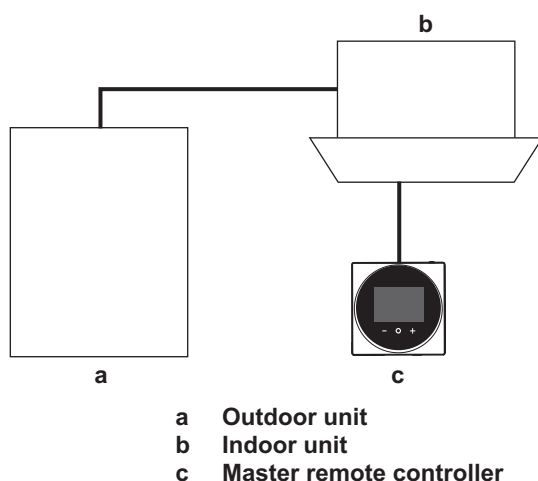 b
a
c
a Outdoor unit
b Indoor unit
c Master remote controller